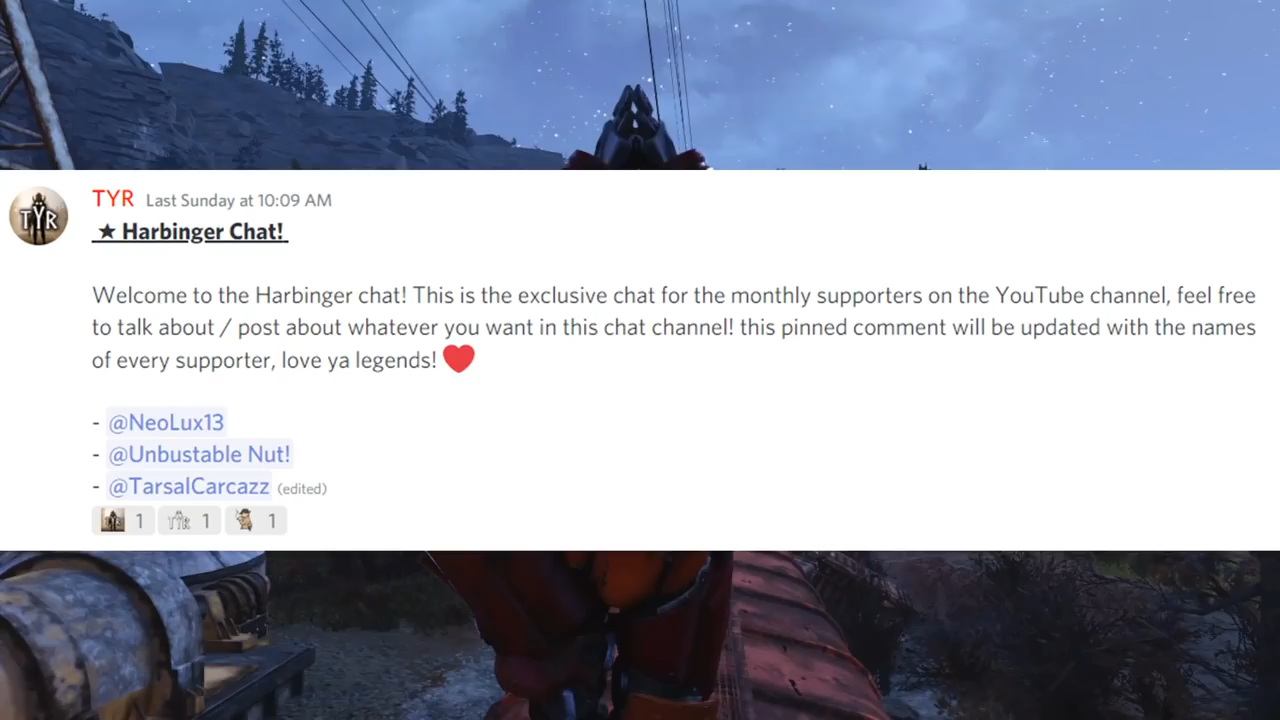 TYR
TYR Last Sunday at 10:09 AM
★ Harbinger Chat!
Welcome to the Harbinger chat! This is the exclusive chat for the monthly supporters on the YouTube channel, feel free
to talk about / post about whatever you want in this chat channel! this pinned comment will be updated with the names
of every supporter, love ya legends! ❤️
- @NeoLux13
- @Unbustable Nut!
- @TarsalCarcazz (edited)
1 TYR 1 1